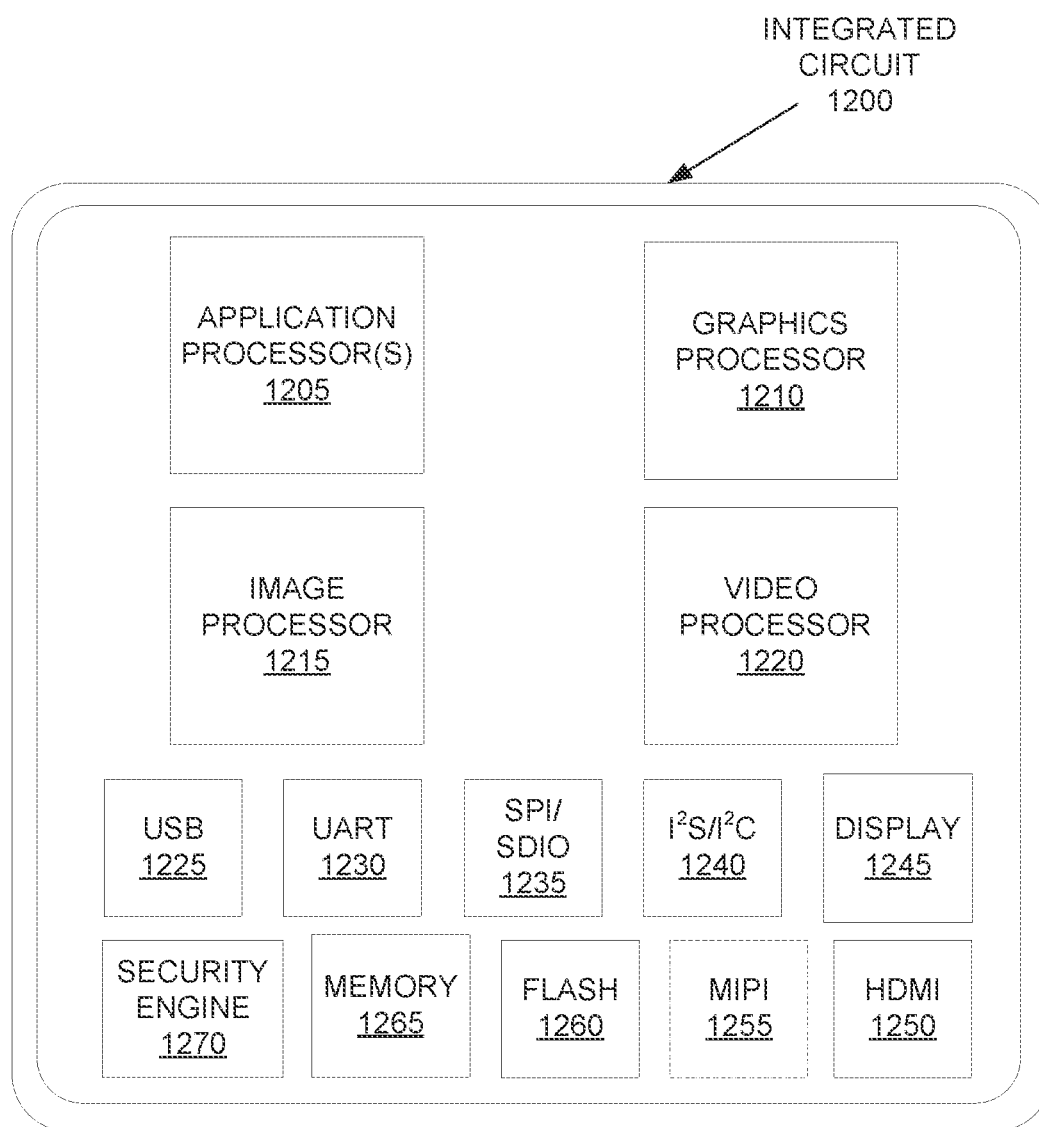 INTEGRATED
CIRCUIT
1200
APPLICATION
PROCESSOR(S)
1205
GRAPHICS
PROCESSOR
1210
IMAGE
PROCESSOR
1215
VIDEO
PROCESSOR
1220
USB
1225
UART
1230
SPI/
SDIO
1235
I²S/I²C
1240
DISPLAY
1245
SECURITY
ENGINE
1270
MEMORY
1265
FLASH
1260
MIPI
1255
HDMI
1250